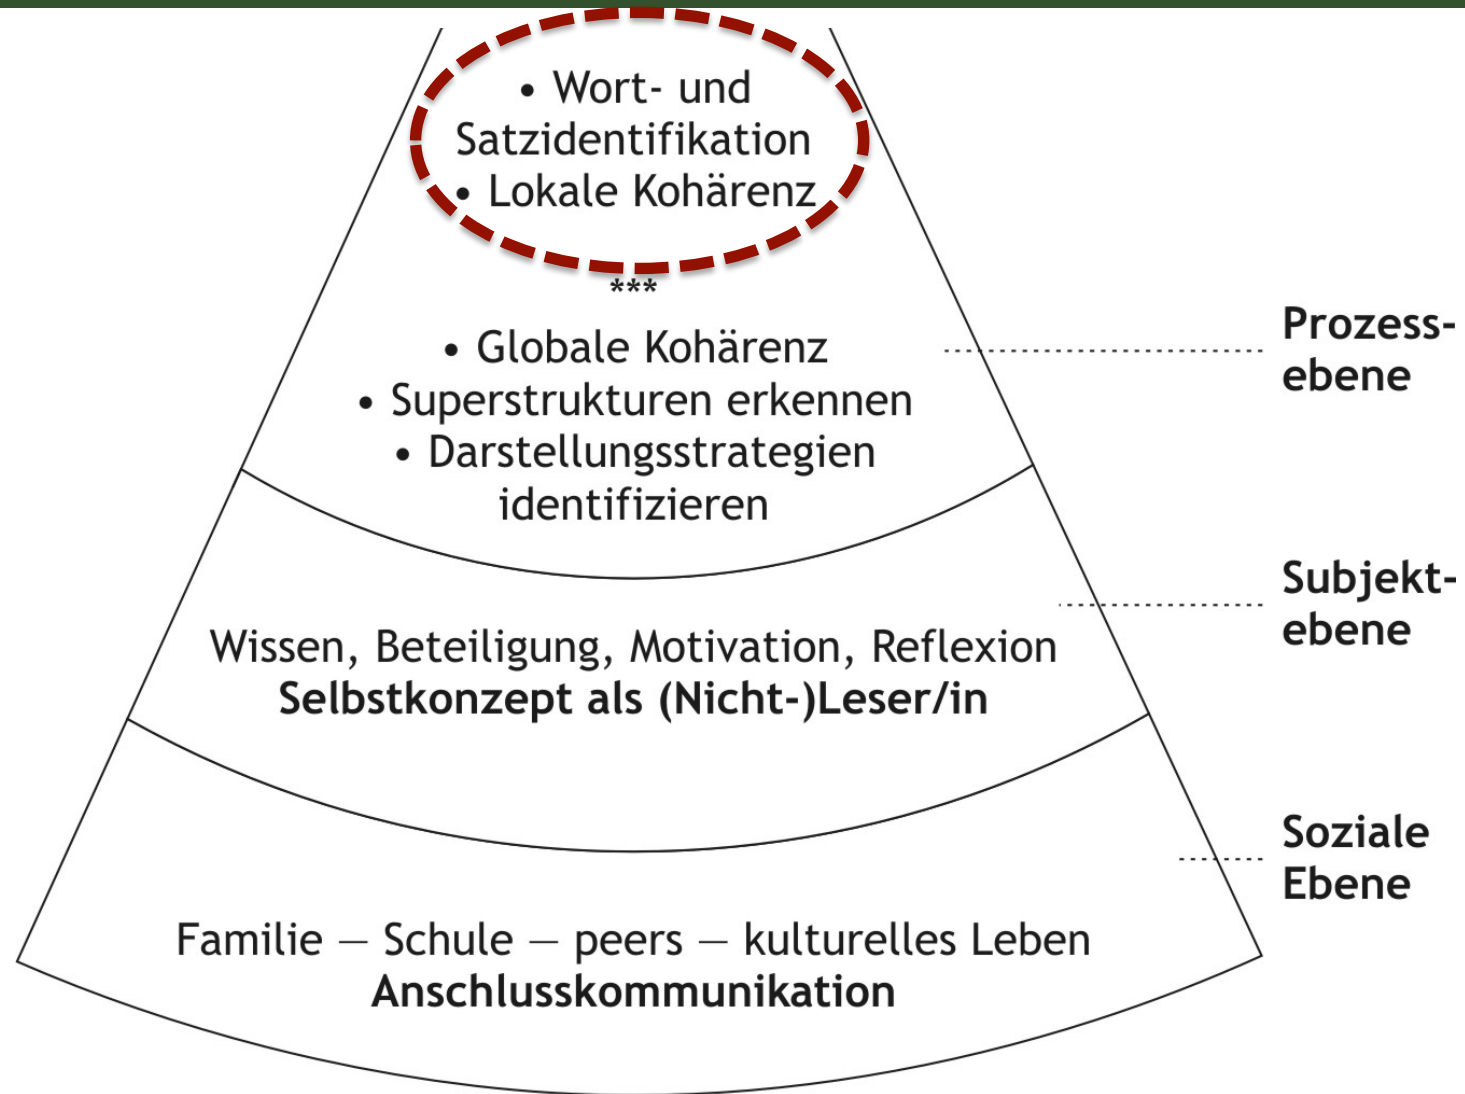 • Wort- und
Satzidentifikation
• Lokale Kohärenz
***
• Globale Kohärenz
• Superstrukturen erkennen
• Darstellungsstrategien
identifizieren
Prozess-
ebene
Wissen, Beteiligung, Motivation, Reflexion
Selbstkonzept als (Nicht-)Leser/in
Subjekt-
ebene
Familie — Schule — peers — kulturelles Leben
Anschlusskommunikation
Soziale
Ebene